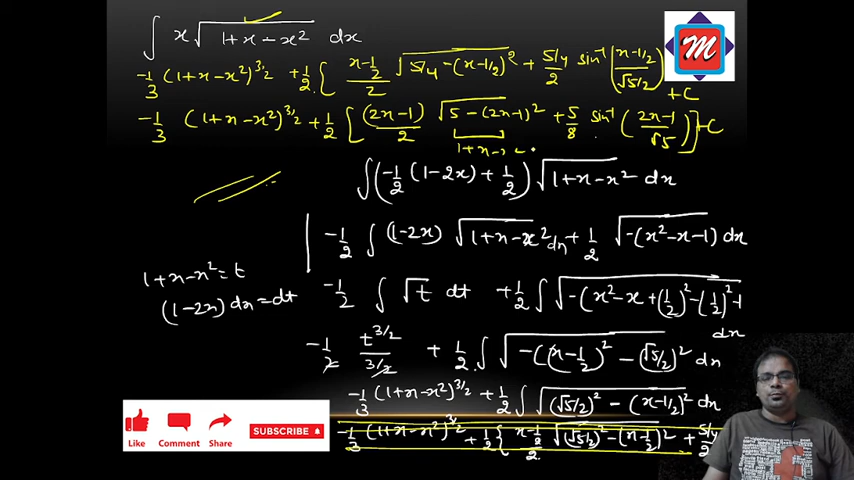 ∫ x√(1+x-x²) dx
-1/3 (1+x-x²)^3/2 + 1/2 { (x-1/2)/2 √(5/4-(x-1/2)²) + (5/4)/2 sin⁻¹ ((x-1/2)/(√5/2)) +C
-1/3 (1+x-x²)^3/2 + 1/2 [ (2x-1)/2 √(5-(2x-1)²) + 5/8 sin⁻¹ ((2x-1)/√5) ] +C
∫(-1/2 (1-2x) + 1/2) √(1+x-x²) dx
-1/2 ∫ (1-2x) √(1+x-x²) dx + 1/2 √(-(x²-x-1)) dx
1+x-x²=t
(1-2x) dx=dt
-1/2 ∫ √t dt + 1/2 ∫ √(-(x²-x+(1/2)²-(1/2)²-1 dx
-1/2 t^3/2 / 3/2 + 1/2 ∫ √(-((x-1/2)²-(√5/2)² dx
-1/3 (1+x-x²)^3/2 + 1/2 ∫ √((√5/2)² - (x-1/2)²) dx
-1/3 (1+x-x²)^3/2 + 1/2 { (x-1/2)/2 √((√5/2)²-(x-1/2)²) + (5/4)/2
M
Like
Comment
Share
SUBSCRIBE